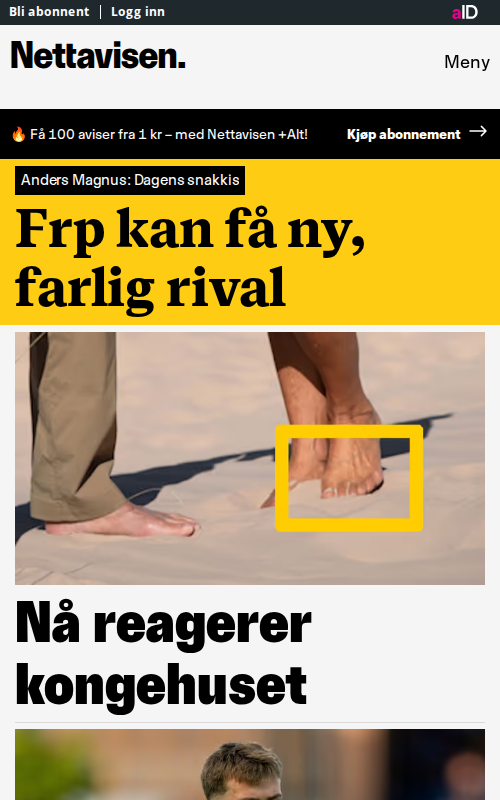 Bli abonnent
Logg inn
aID
Nettavisen.
Meny
🔥 Få 100 aviser fra 1 kr – med Nettavisen +Alt!
Kjøp abonnement →
Anders Magnus: Dagens snakkis
Frp kan få ny,
farlig rival
Nå reagerer
kongehuset